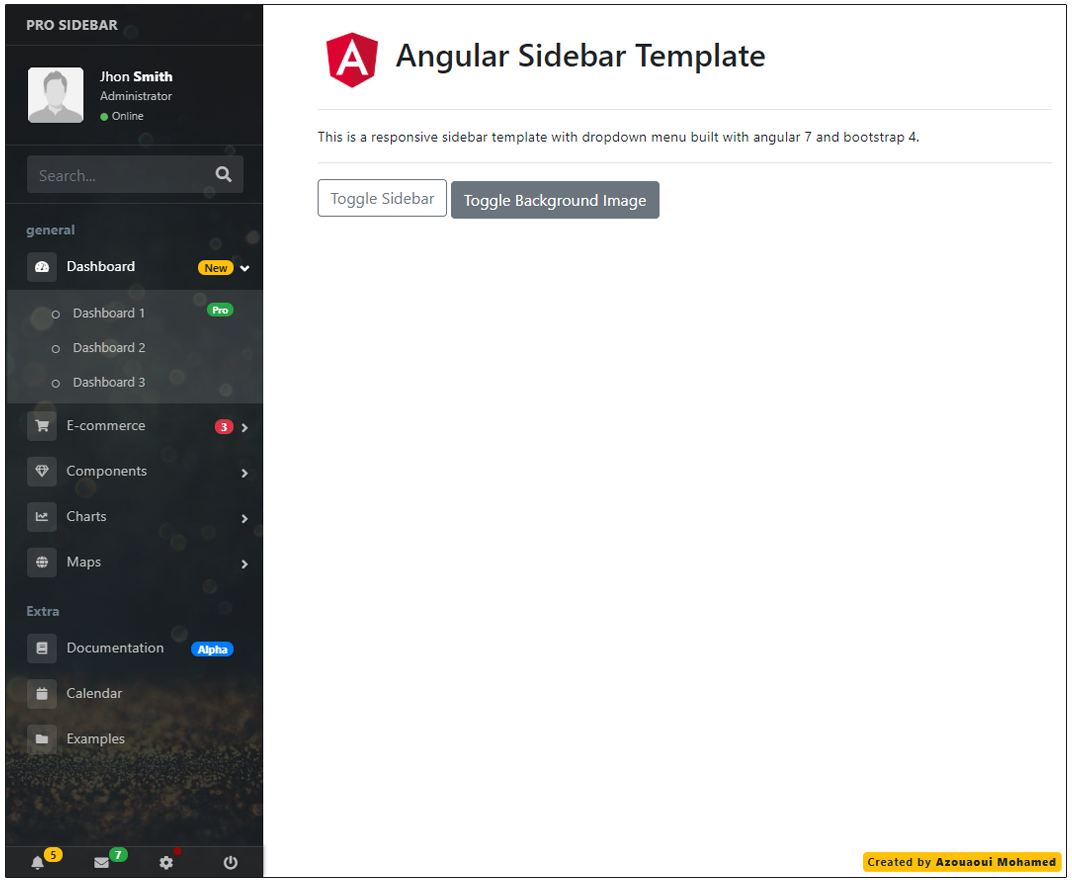 PRO SIDEBAR
Jhon Smith
Administrator
Online
Search...
general
Dashboard New
Dashboard 1 Pro
Dashboard 2
Dashboard 3
E-commerce 3
Components
Charts
Maps
Extra
Documentation Alpha
Calendar
Examples
5 7
A Angular Sidebar Template
This is a responsive sidebar template with dropdown menu built with angular 7 and bootstrap 4.
Toggle Sidebar Toggle Background Image
Created by Azouaoui Mohamed